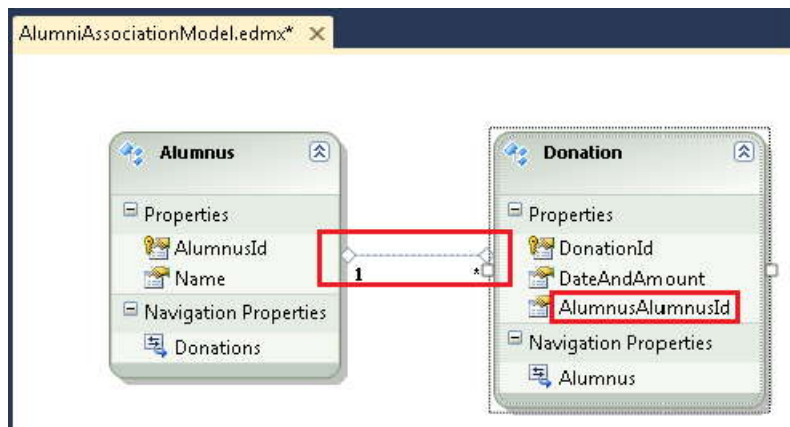 AlumniAssociationModel.edmx*
Alumnus
Properties
AlumnusId
Name
Navigation Properties
Donations
1
*
Donation
Properties
DonationId
DateAndAmount
AlumnusAlumnusId
Navigation Properties
Alumnus